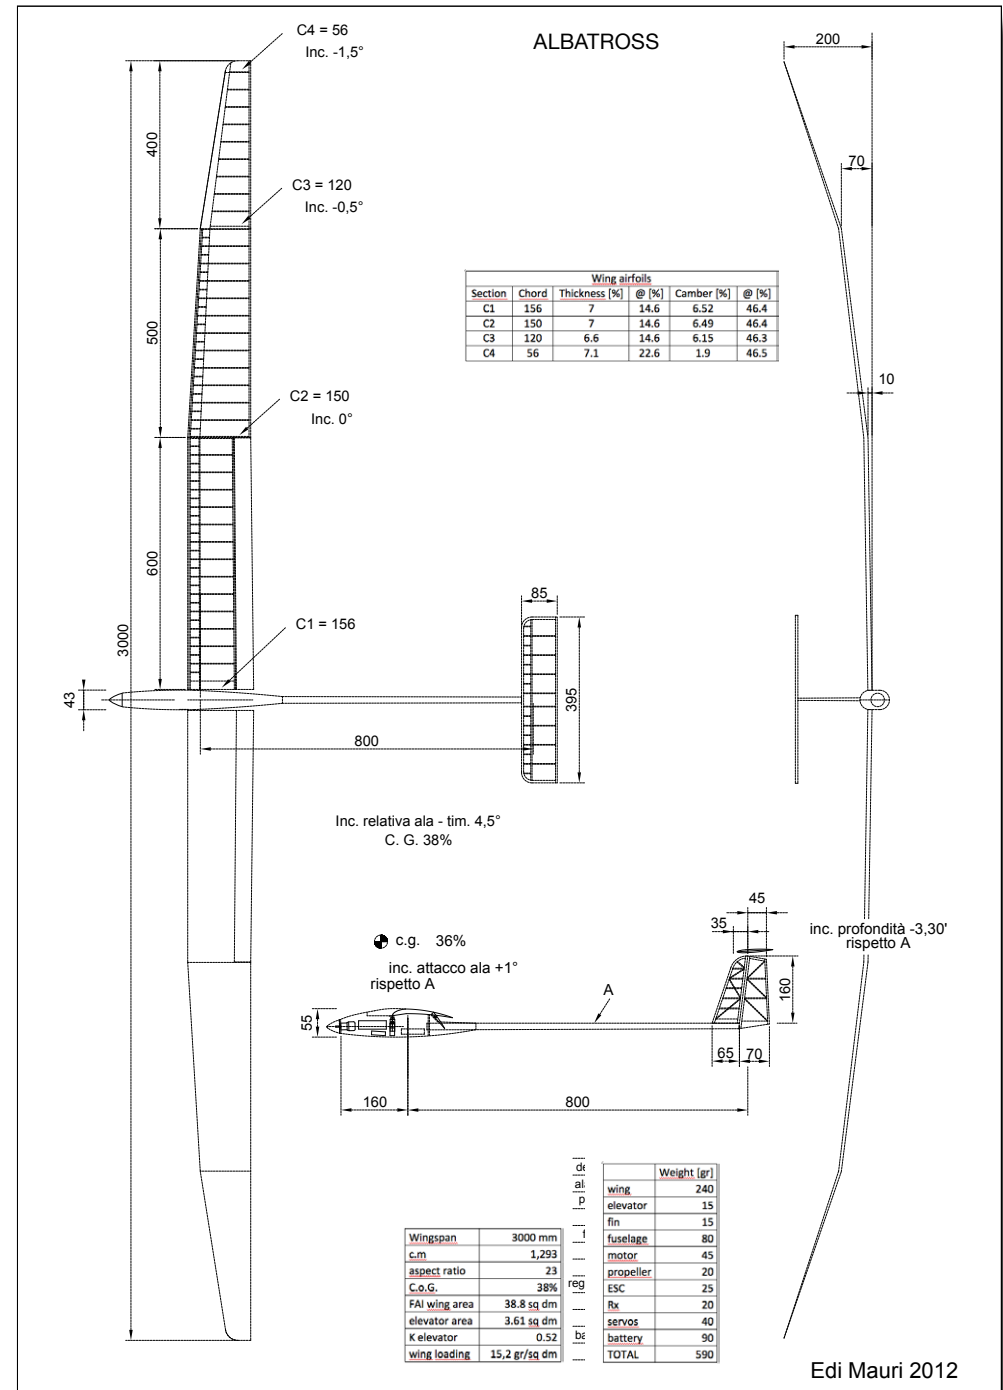 ALBATROSS
C4 = 56
Inc. -1,5°
200
400
70
C3 = 120
Inc. -0,5°
Wing airfoils
Section Chord Thickness [%] @ [%] Camber [%] @ [%]
C1 156 7 14.6 6.52 46.4
C2 150 7 14.6 6.49 46.4
C3 120 6.6 14.6 6.15 46.3
C4 56 7.1 22.6 1.9 46.5
500
10
C2 = 150
Inc. 0°
600
85
C1 = 156
3000
43
395
800
Inc. relativa ala - tim. 4,5°
C. G. 38%
45
35
inc. profondità -3,30'
rispetto A
c.g. 36%
inc. attacco ala +1°
rispetto A
A
160
55
65
70
160
800
de
al
p
f
reg
ba
Weight [gr]
wing 240
elevator 15
fin 15
fuselage 80
motor 45
propeller 20
ESC 25
Rx 20
servos 40
battery 90
TOTAL 590
Wingspan 3000 mm
c.m 1,293
aspect ratio 23
C.o.G. 38%
FAI wing area 38.8 sq dm
elevator area 3.61 sq dm
K elevator 0.52
wing loading 15,2 gr/sq dm
Edi Mauri 2012